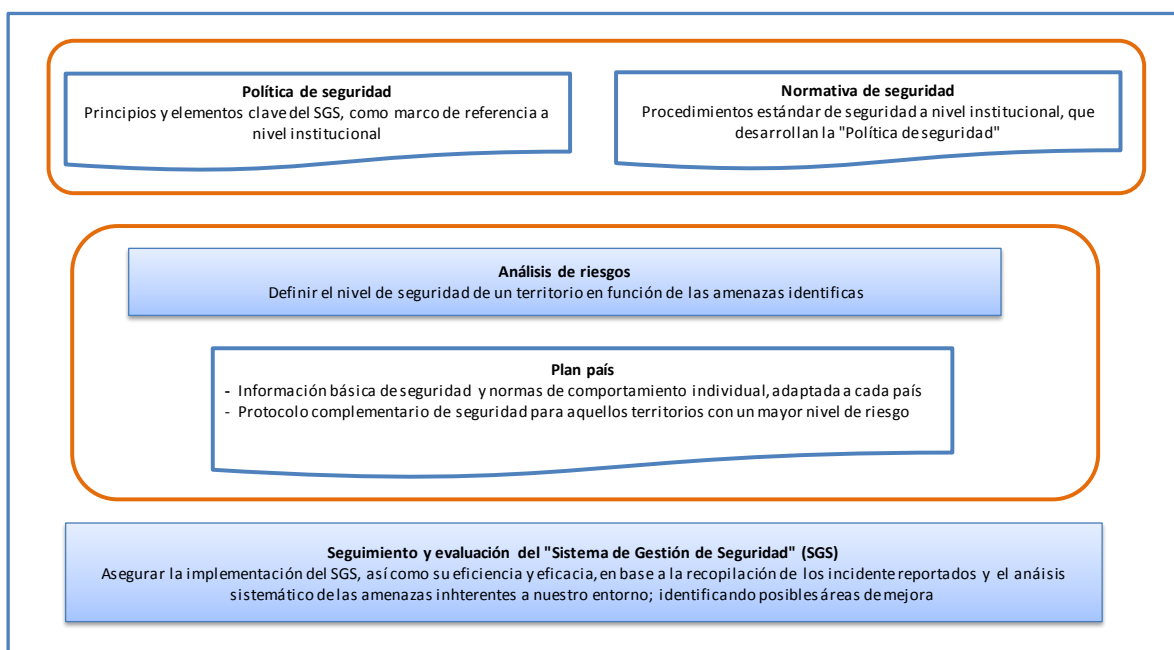 Política de seguridad
Principios y elementos clave del SGS, como marco de referencia a
nivel institucional
Normativa de seguridad
Procedimientos estándar de seguridad a nivel institucional, que
desarrollan la "Política de seguridad"
Análisis de riesgos
Definir el nivel de seguridad de un territorio en función de las amenazas identificas
Plan país
- Información básica de seguridad y normas de comportamiento individual, adaptada a cada país
- Protocolo complementario de seguridad para aquellos territorios con un mayor nivel de riesgo
Seguimiento y evaluación del "Sistema de Gestión de Seguridad" (SGS)
Asegurar la implementación del SGS, así como su eficiencia y eficacia, en base a la recopilación de los incidente reportados y el anáisis
sistemático de las amenazas inhterentes a nuestro entorno; identificando posibles áreas de mejora